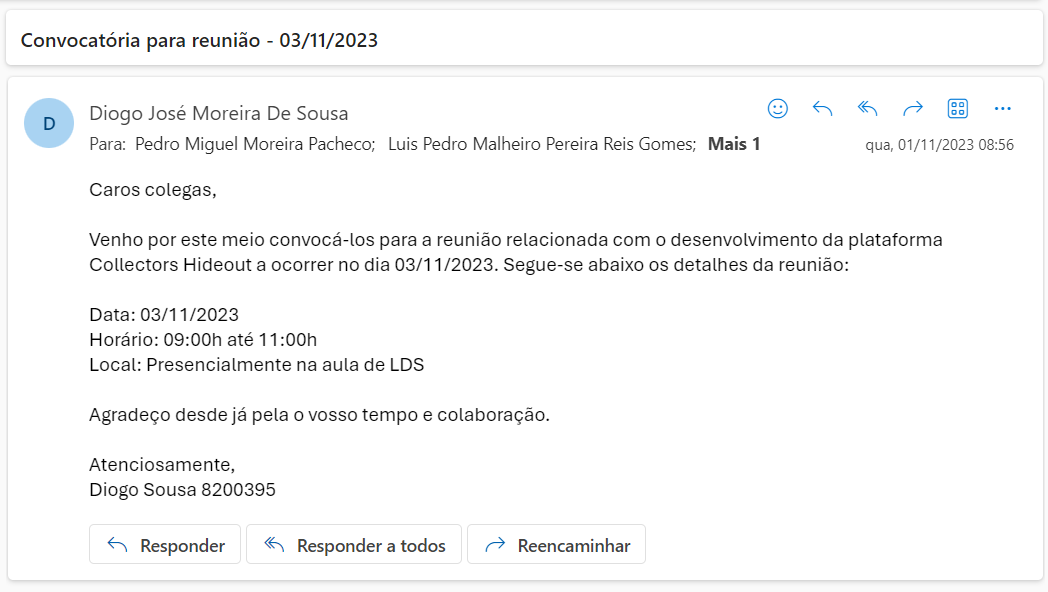 Convocatória para reunião - 03/11/2023
D
Diogo José Moreira De Sousa
Para: Pedro Miguel Moreira Pacheco; Luis Pedro Malheiro Pereira Reis Gomes; Mais 1
qua, 01/11/2023 08:56
Caros colegas,
Venho por este meio convocá-los para a reunião relacionada com o desenvolvimento da plataforma
Collectors Hideout a ocorrer no dia 03/11/2023. Segue-se abaixo os detalhes da reunião:
Data: 03/11/2023
Horário: 09:00h até 11:00h
Local: Presencialmente na aula de LDS
Agradeço desde já pela o vosso tempo e colaboração.
Atenciosamente,
Diogo Sousa 8200395
Responder
Responder a todos
Reencaminhar